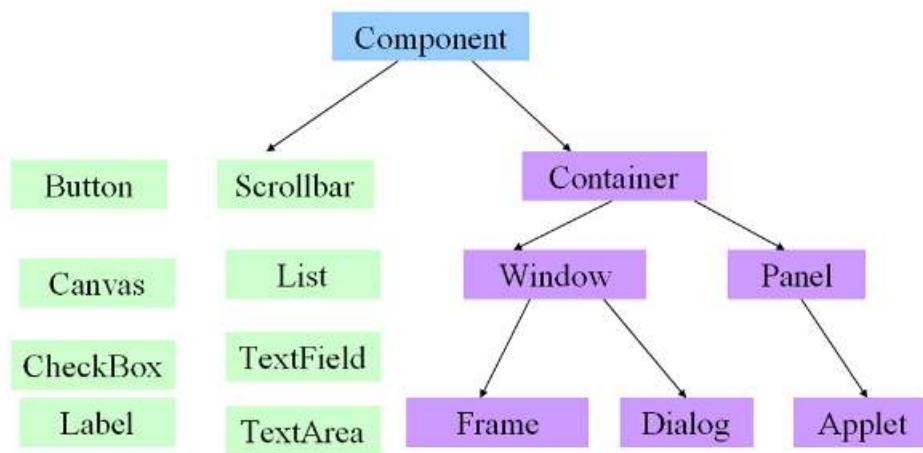 Component
Button
Scrollbar
Container
Canvas
List
Window
Panel
CheckBox
TextField
Label
TextArea
Frame
Dialog
Applet